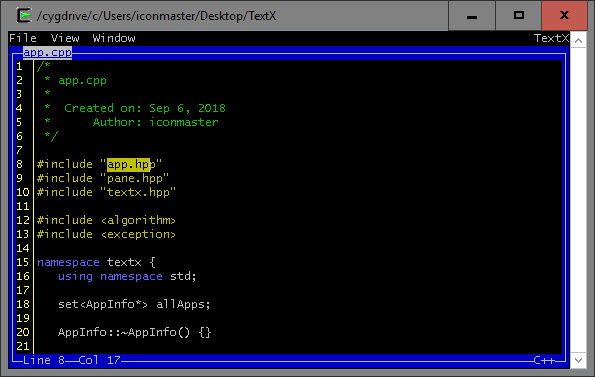 /cygdrive/c/Users/iconmaster/Desktop/TextX
File View Window TextX
app.cpp
1 /*
2  * app.cpp
3  *
4  *  Created on: Sep 6, 2018
5  *      Author: iconmaster
6  */
7
8 #include "app.hpp"
9 #include "pane.hpp"
10 #include "textx.hpp"
11
12 #include <algorithm>
13 #include <exception>
14
15 namespace textx {
16    using namespace std;
17
18    set<AppInfo*> allApps;
19
20    AppInfo::~AppInfo() {}
21
Line 8 Col 17 C++